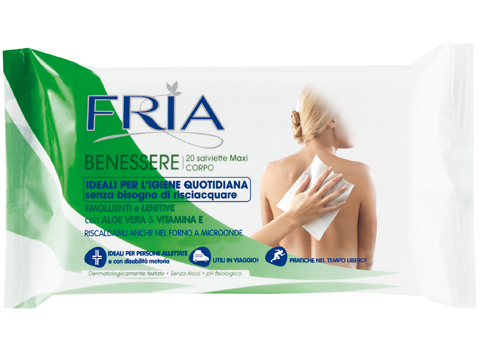 FRIA
BENESSERE
20 salviette Maxi
CORPO
IDEALI PER L'IGIENE QUOTIDIANA
senza bisogno di risciacquare
EMOLLIENTI e LENITIVE
con ALOE VERA & VITAMINA E
RISCALDABILI ANCHE NEL FORNO A MICROONDE
IDEALI PER PERSONE ALLETTATE
e con disabilità motoria
UTILI IN VIAGGIO!
PRATICHE NEL TEMPO LIBERO!
Dermatologicamente testate • Senza Alcol • pH fisiologico